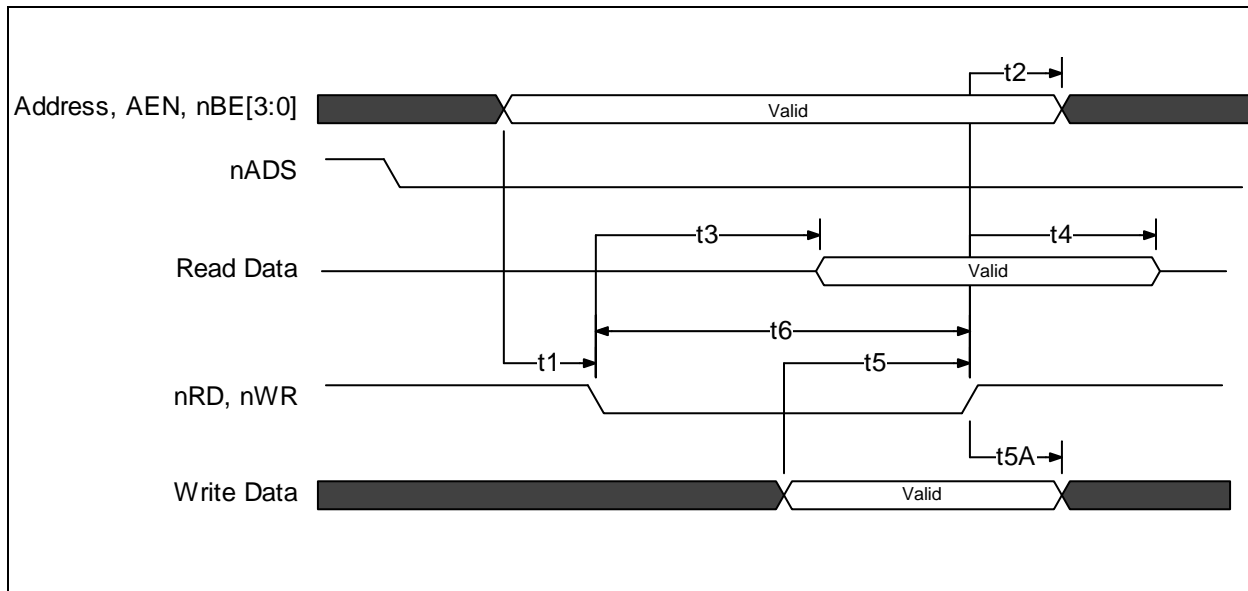 t2
Address, AEN, nBE[3:0]
Valid
nADS
t3
t4
Read Data
Valid
t6
t1
t5
nRD, nWR
t5A
Write Data
Valid